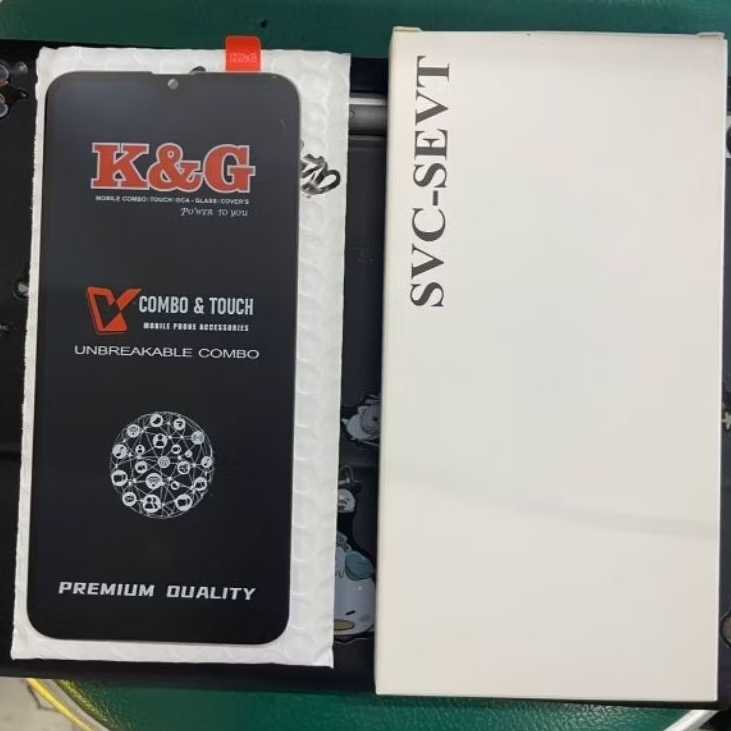 K&G
K&G
MOBILE COMBO|TOUCH|OCA - GLASS|COVER'S
POWER TO YOU
COMBO & TOUCH
MOBILE PHONE ACCESSORIES
UNBREAKABLE COMBO
PREMIUM QUALITY
SVC-SEVT